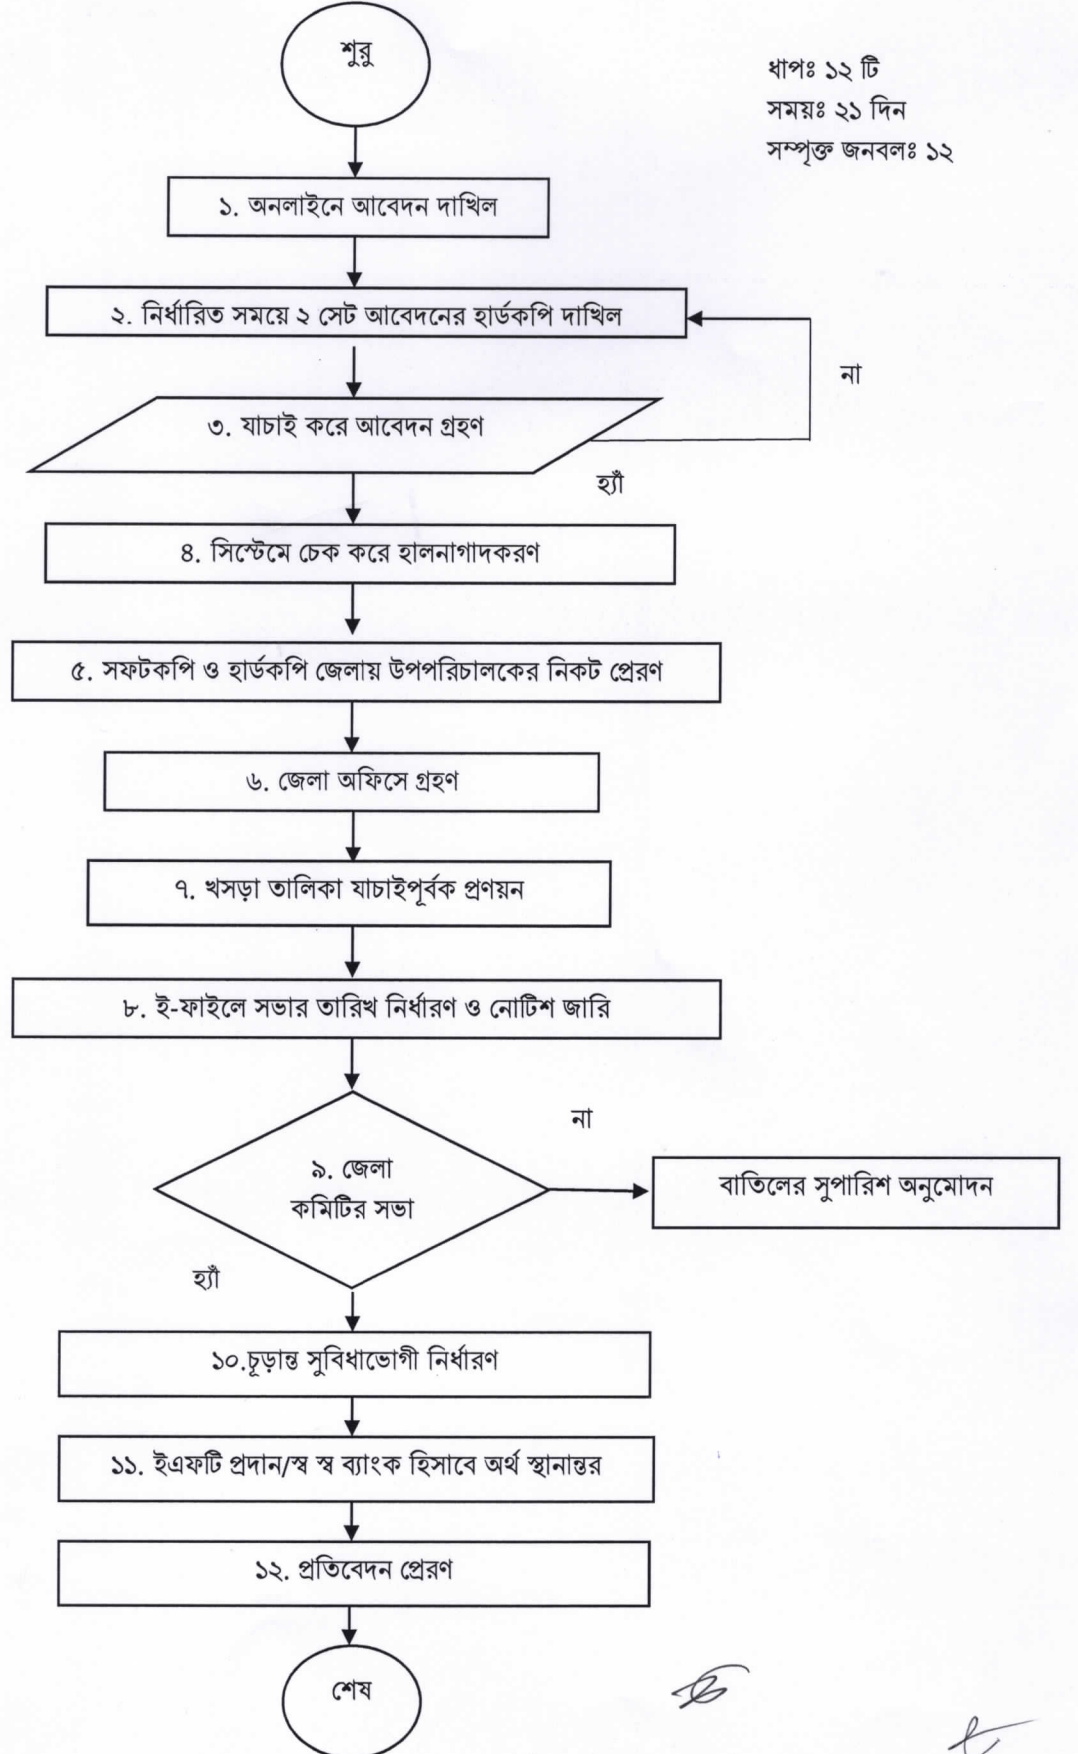 শুরু
ধাপঃ ১২ টি
সময়ঃ ২১ দিন
সম্পৃক্ত জনবলঃ ১২
১. অনলাইনে আবেদন দাখিল
২. নির্ধারিত সময়ে ২ সেট আবেদনের হার্ডকপি দাখিল
না
৩. যাচাই করে আবেদন গ্রহণ
হ্যাঁ
৪. সিস্টেমে চেক করে হালনাগাদকরণ
৫. সফটকপি ও হার্ডকপি জেলায় উপপরিচালকের নিকট প্রেরণ
৬. জেলা অফিসে গ্রহণ
৭. খসড়া তালিকা যাচাইপূর্বক প্রণয়ন
৮. ই-ফাইলে সভার তারিখ নির্ধারণ ও নোটিশ জারি
না
৯. জেলা
কমিটির সভা
বাতিলের সুপারিশ অনুমোদন
হ্যাঁ
১০.চূড়ান্ত সুবিধাভোগী নির্ধারণ
১১. ইএফটি প্রদান/স্ব স্ব ব্যাংক হিসাবে অর্থ স্থানান্তর
১২. প্রতিবেদন প্রেরণ
শেষ